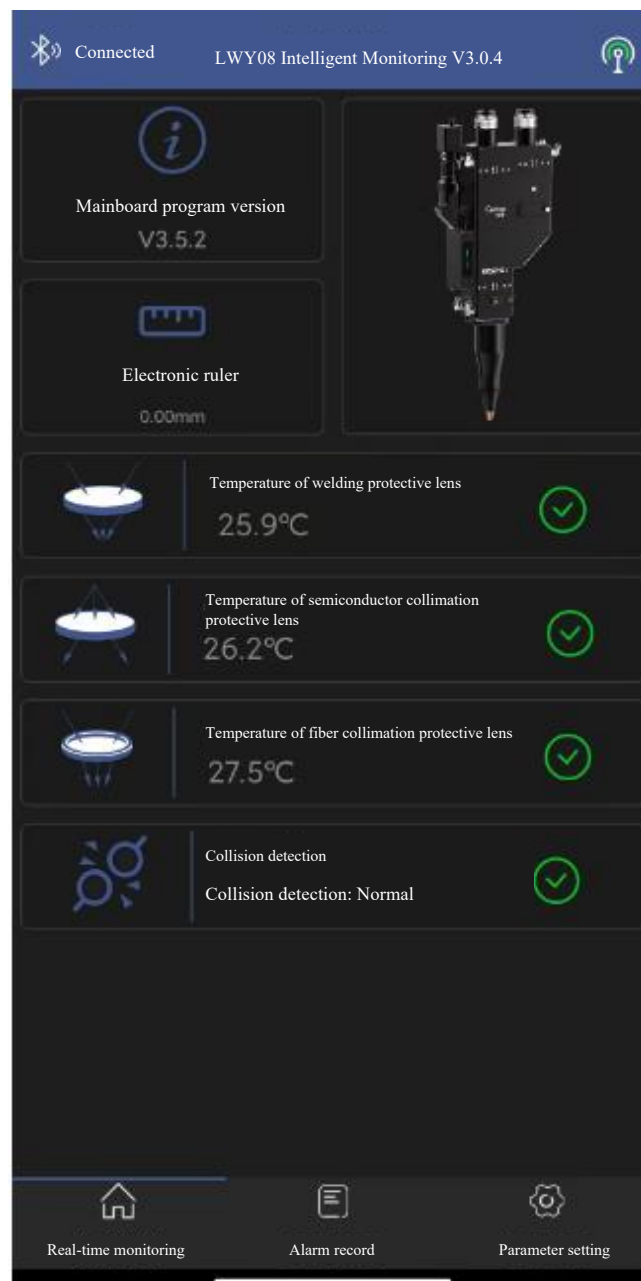 Connected
LWY08 Intelligent Monitoring V3.0.4
Mainboard program version
V3.5.2
Electronic ruler
0.00mm
Temperature of welding protective lens
25.9℃
Temperature of semiconductor collimation
protective lens
26.2℃
Temperature of fiber collimation protective lens
27.5℃
Collision detection
Collision detection: Normal
Real-time monitoring
Alarm record
Parameter setting